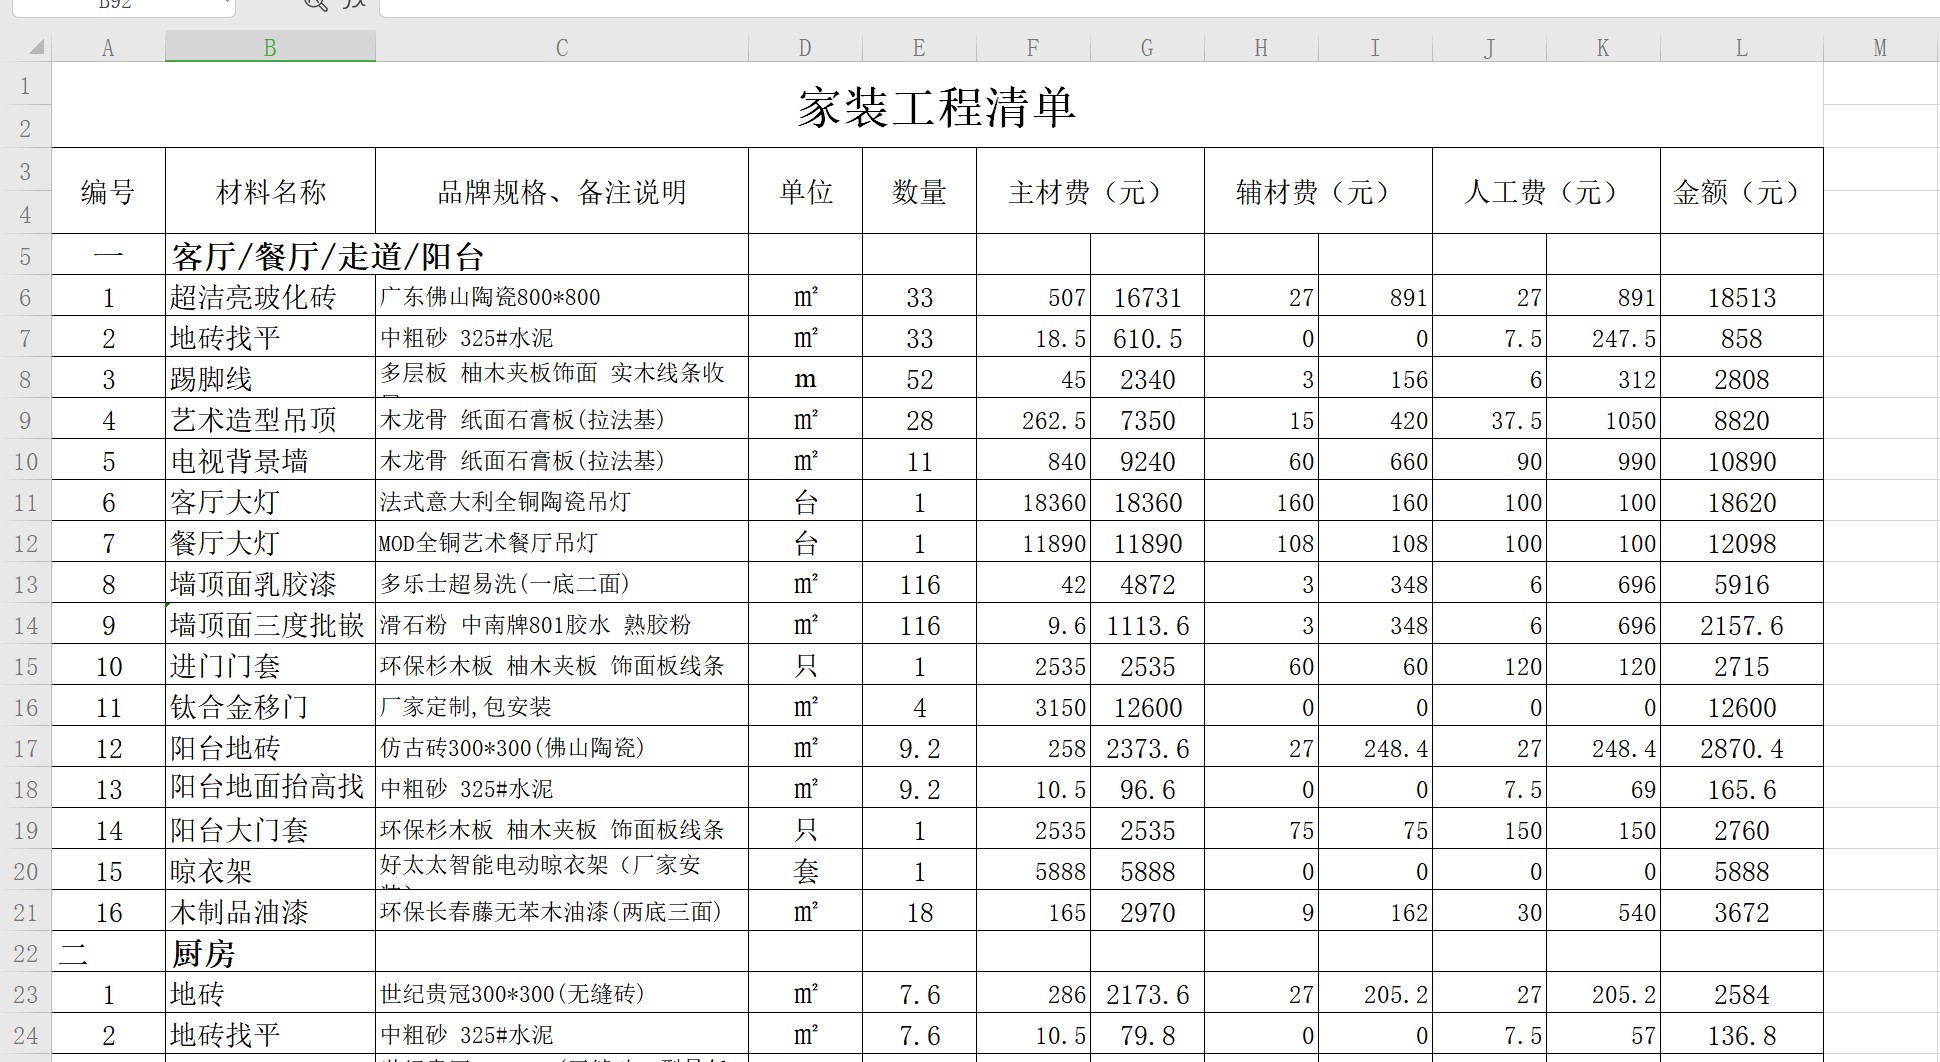 B92
A B C D E F G H I J K L M
1 家装工程清单
2
3 编号 材料名称 品牌规格、备注说明 单位 数量 主材费（元） 辅材费（元） 人工费（元） 金额（元）
4
5 一 客厅/餐厅/走道/阳台
6 1 超洁亮玻化砖 广东佛山陶瓷800*800 ㎡ 33 507 16731 27 891 27 891 18513
7 2 地砖找平 中粗砂 325#水泥 ㎡ 33 18.5 610.5 0 0 7.5 247.5 858
8 3 踢脚线 多层板 柚木夹板饰面 实木线条收 m 52 45 2340 3 156 6 312 2808
9 4 艺术造型吊顶 木龙骨 纸面石膏板(拉法基) ㎡ 28 262.5 7350 15 420 37.5 1050 8820
10 5 电视背景墙 木龙骨 纸面石膏板(拉法基) ㎡ 11 840 9240 60 660 90 990 10890
11 6 客厅大灯 法式意大利全铜陶瓷吊灯 台 1 18360 18360 160 160 100 100 18620
12 7 餐厅大灯 MOD全铜艺术餐厅吊灯 台 1 11890 11890 108 108 100 100 12098
13 8 墙顶面乳胶漆 多乐士超易洗(一底二面) ㎡ 116 42 4872 3 348 6 696 5916
14 9 墙顶面三度批嵌 滑石粉 中南牌801胶水 熟胶粉 ㎡ 116 9.6 1113.6 3 348 6 696 2157.6
15 10 进门门套 环保杉木板 柚木夹板 饰面板线条 只 1 2535 2535 60 60 120 120 2715
16 11 钛合金移门 厂家定制,包安装 ㎡ 4 3150 12600 0 0 0 0 12600
17 12 阳台地砖 仿古砖300*300(佛山陶瓷) ㎡ 9.2 258 2373.6 27 248.4 27 248.4 2870.4
18 13 阳台地面抬高找 中粗砂 325#水泥 ㎡ 9.2 10.5 96.6 0 0 7.5 69 165.6
19 14 阳台大门套 环保杉木板 柚木夹板 饰面板线条 只 1 2535 2535 75 75 150 150 2760
20 15 晾衣架 好太太智能电动晾衣架（厂家安 套 1 5888 5888 0 0 0 0 5888
21 16 木制品油漆 环保长春藤无苯木油漆(两底三面) ㎡ 18 165 2970 9 162 30 540 3672
22 二 厨房
23 1 地砖 世纪贵冠300*300(无缝砖) ㎡ 7.6 286 2173.6 27 205.2 27 205.2 2584
24 2 地砖找平 中粗砂 325#水泥 ㎡ 7.6 10.5 79.8 0 0 7.5 57 136.8